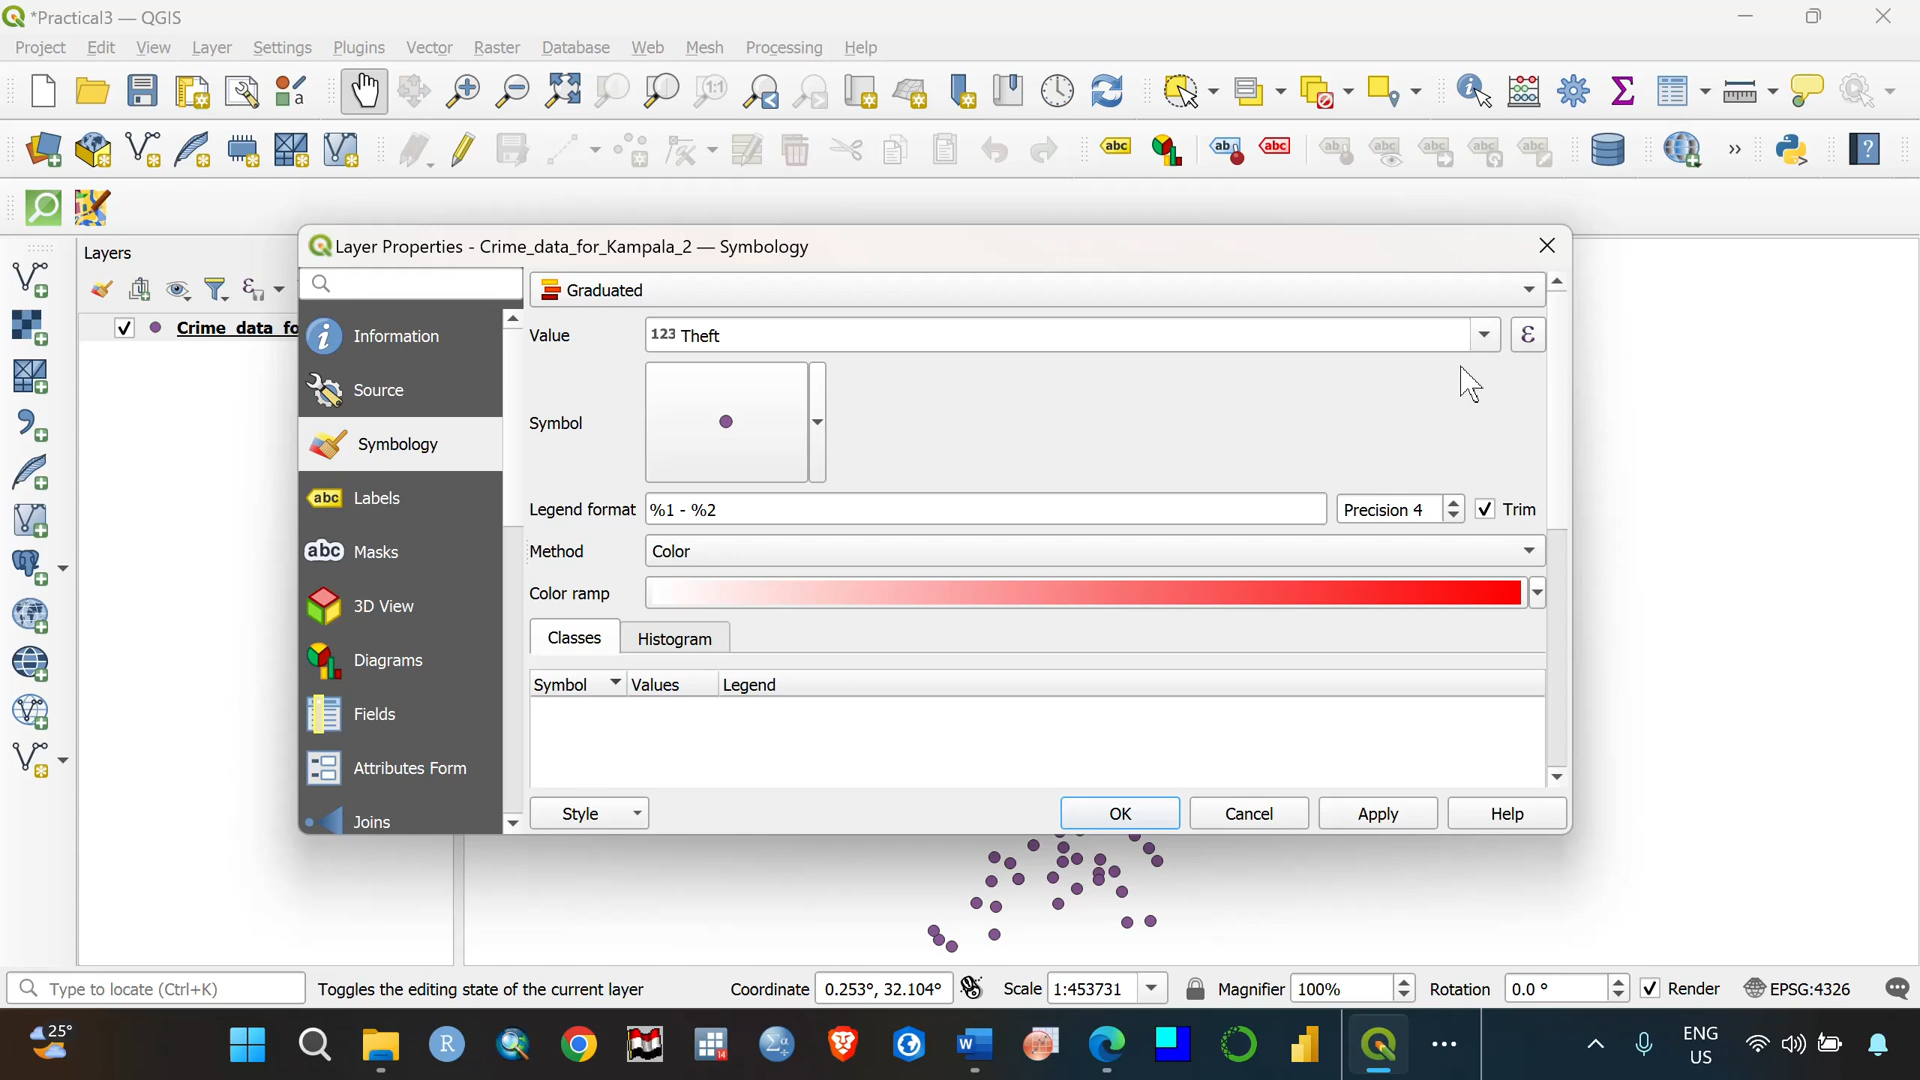 *Practical3 — QGIS
Project Edit View Layer Settings Plugins Vector Raster Database Web Mesh Processing Help
Layers
Crime_data_fo
Layer Properties - Crime_data_for_Kampala_2 — Symbology
Information
Source
Symbology
Labels
Masks
3D View
Diagrams
Fields
Attributes Form
Joins
Graduated
Value 123 Theft ε
Symbol
Legend format %1 - %2 Precision 4 Trim
Method Color
Color ramp
Classes Histogram
Symbol Values Legend
Style OK Cancel Apply Help
Type to locate (Ctrl+K) Toggles the editing state of the current layer Coordinate 0.253°, 32.104° Scale 1:453731 Magnifier 100% Rotation 0.0 ° Render EPSG:4326
25° ENG
US